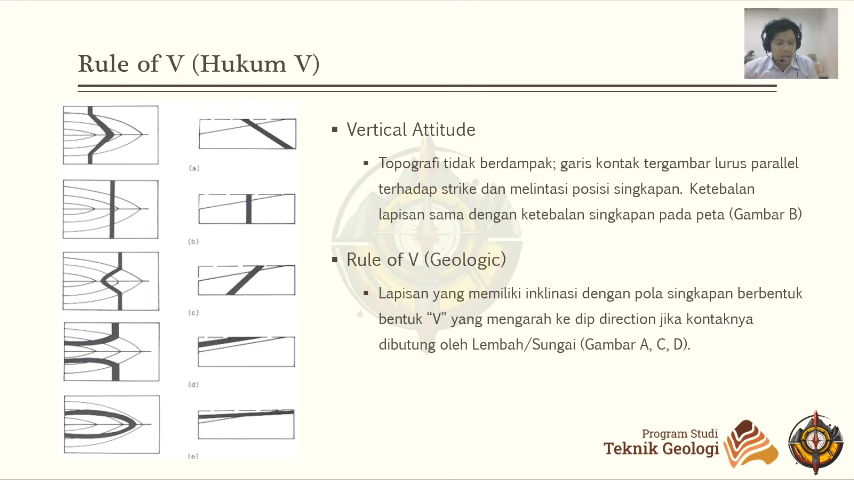 Rule of V (Hukum V)
(a)
(b)
(c)
(d)
(e)
▪ Vertical Attitude
▪ Topografi tidak berdampak; garis kontak tergambar lurus parallel
terhadap strike dan melintasi posisi singkapan. Ketebalan
lapisan sama dengan ketebalan singkapan pada peta (Gambar B)
▪ Rule of V (Geologic)
▪ Lapisan yang memiliki inklinasi dengan pola singkapan berbentuk
bentuk “V” yang mengarah ke dip direction jika kontaknya
dibutung oleh Lembah/Sungai (Gambar A, C, D).
Program Studi
Teknik Geologi